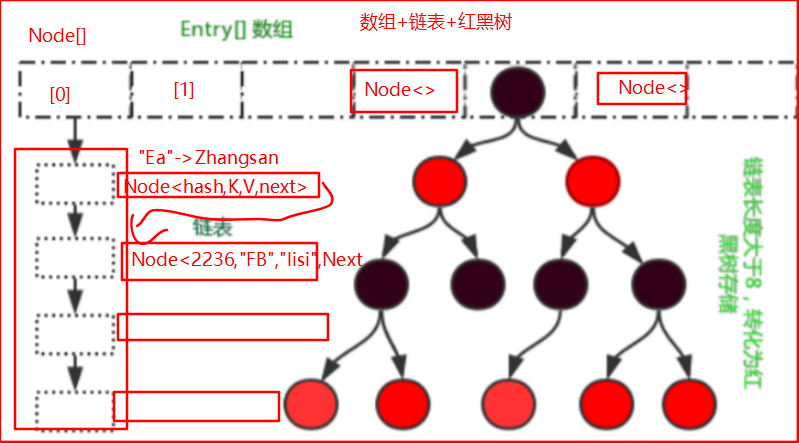 Node[]
Entry[] 数组
数组+链表+红黑树
[0]
[1]
Node<>
Node<>
"Ea"->Zhangsan
Node<hash,K,V,next>
链表
Node<2236,"FB","lisi",Next
链表长度大于8，转化为红
黑树存储